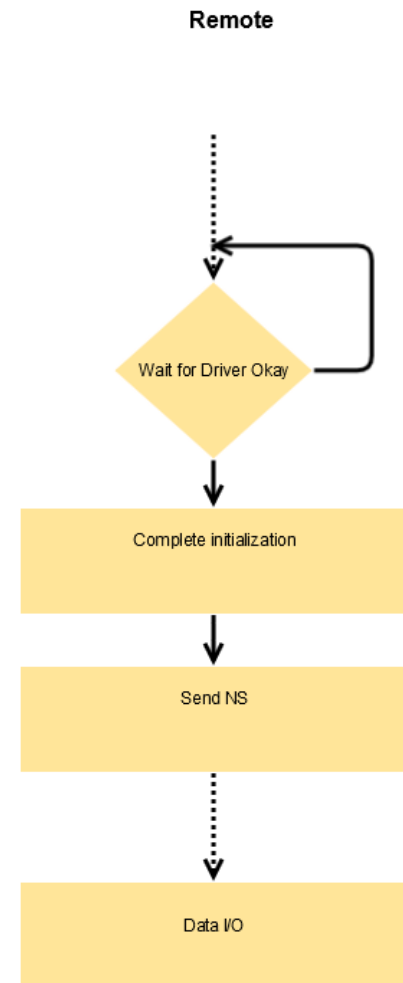 Remote
Wait for Driver Okay
Complete initialization
Send NS
Data I/O